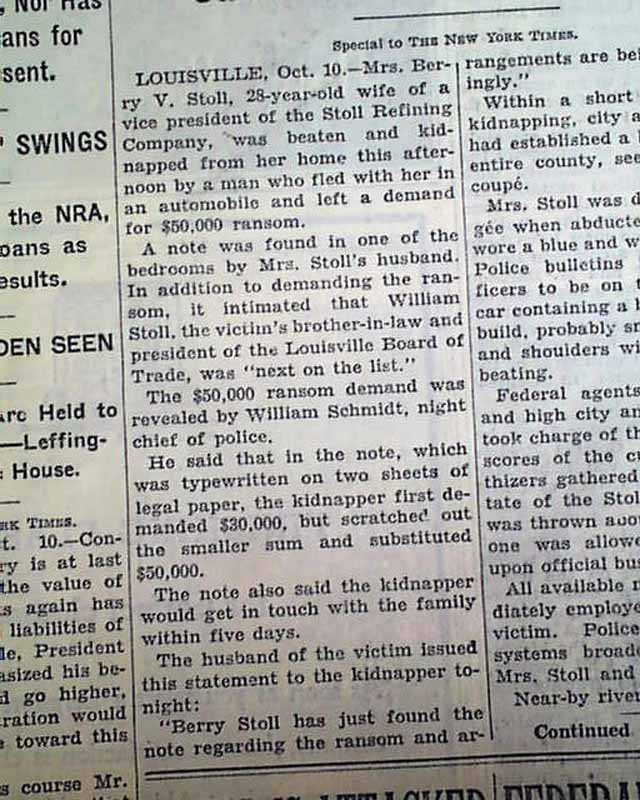 Nor Has
ans for
sent.
SWINGS
the NRA,
oans as
esults.
DEN SEEN
are Held to
—Leffing-
House.
RK TIMES.
t. 10.—Con-
ry is at last
the value of
s again has
liabilities of
le, President
asized his be-
d go higher,
ration would
e toward this
s course Mr.
Special to THE NEW YORK TIMES.
LOUISVILLE, Oct. 10.—Mrs. Ber-
ry V. Stoll, 28-year-old wife of a
vice president of the Stoll Refining
Company, was beaten and kid-
napped from her home this after-
noon by a man who fled with her in
an automobile and left a demand
for $50,000 ransom.
A note was found in one of the
bedrooms by Mrs. Stoll's husband.
In addition to demanding the ran-
som, it intimated that William
Stoll, the victim's brother-in-law and
president of the Louisville Board of
Trade, was "next on the list."
The $50,000 ransom demand was
revealed by William Schmidt, night
chief of police.
He said that in the note, which
was typewritten on two sheets of
legal paper, the kidnapper first de-
manded $30,000, but scratched out
the smaller sum and substituted
$50,000.
The note also said the kidnapper
would get in touch with the family
within five days.
The husband of the victim issued
this statement to the kidnapper to-
night:
"Berry Stoll has just found the
note regarding the ransom and ar-
rangements are bei
ingly."
Within a short
kidnapping, city a
had established a
entire county, see
coupé.
Mrs. Stoll was d
gée when abducte
wore a blue and w
Police bulletins
ficers to be on t
car containing a b
build, probably s
and shoulders wi
beating.
Federal agents
and high city an
took charge of th
scores of the cu
thizers gathered
tate of the Stol
was thrown abo
one was allowe
upon official bus
All available
diately employe
victim. Police
systems broad
Mrs. Stoll and
Near-by river
Continued
ATTACKED
FEDERA